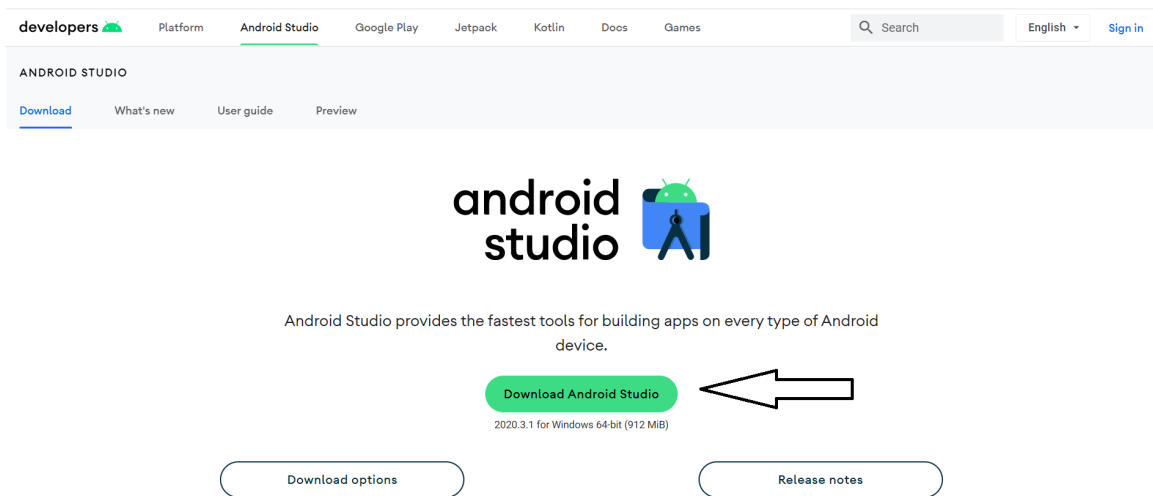 developers Platform Android Studio Google Play Jetpack Kotlin Docs Games Search English Sign in
ANDROID STUDIO
Download What's new User guide Preview
android
studio
Android Studio provides the fastest tools for building apps on every type of Android
device.
Download Android Studio
2020.3.1 for Windows 64-bit (912 MiB)
Download options Release notes